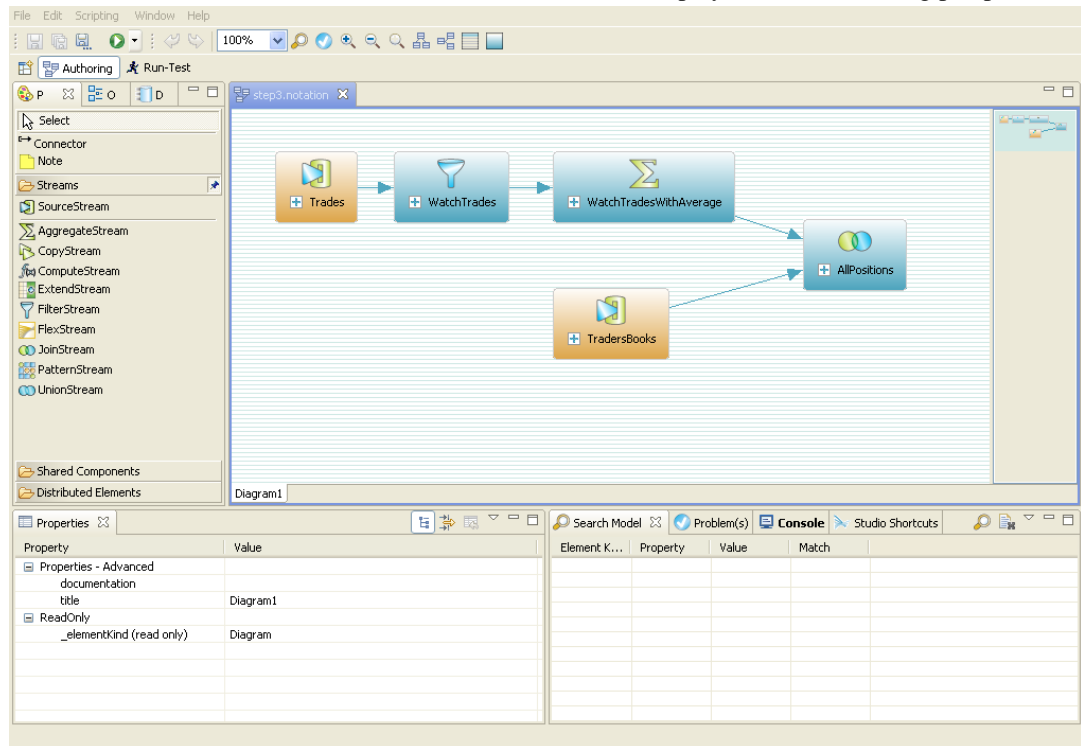 File Edit Scripting Window Help
100%
Authoring Run-Test
P O D
step3.notation
Select
Connector
Note
Streams
SourceStream
AggregateStream
CopyStream
ComputeStream
ExtendStream
FilterStream
FlexStream
JoinStream
PatternStream
UnionStream
Shared Components
Distributed Elements
Trades
WatchTrades
WatchTradesWithAverage
AllPositions
TradersBooks
Diagram1
Properties
Property Value
Properties - Advanced
documentation
title Diagram1
ReadOnly
_elementKind (read only) Diagram
Search Model Problem(s) Console Studio Shortcuts
Element K... Property Value Match